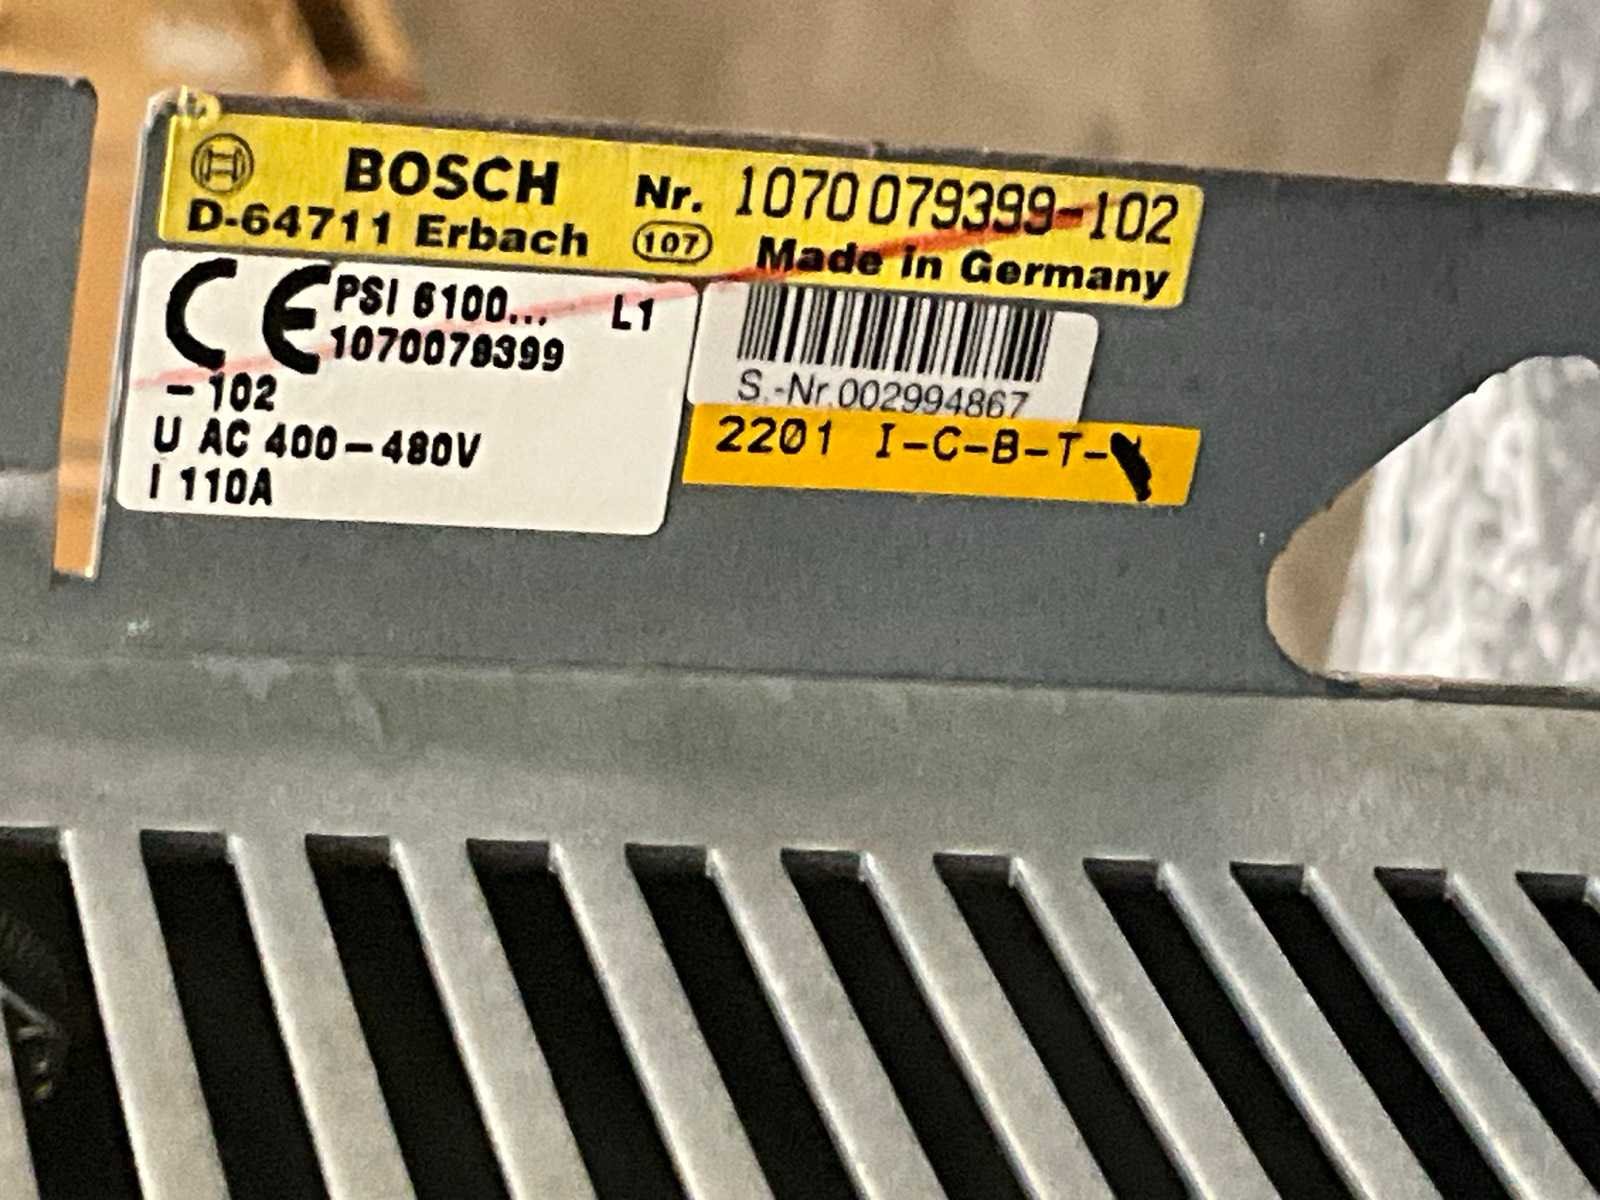 BOSCH Nr. 1070 079399-102
D-64711 Erbach 107 Made in Germany
CE PSI 6100... L1
1070079399
-102
U AC 400-480V
I 110A
S.-Nr.002994867
2201 I-C-B-T-